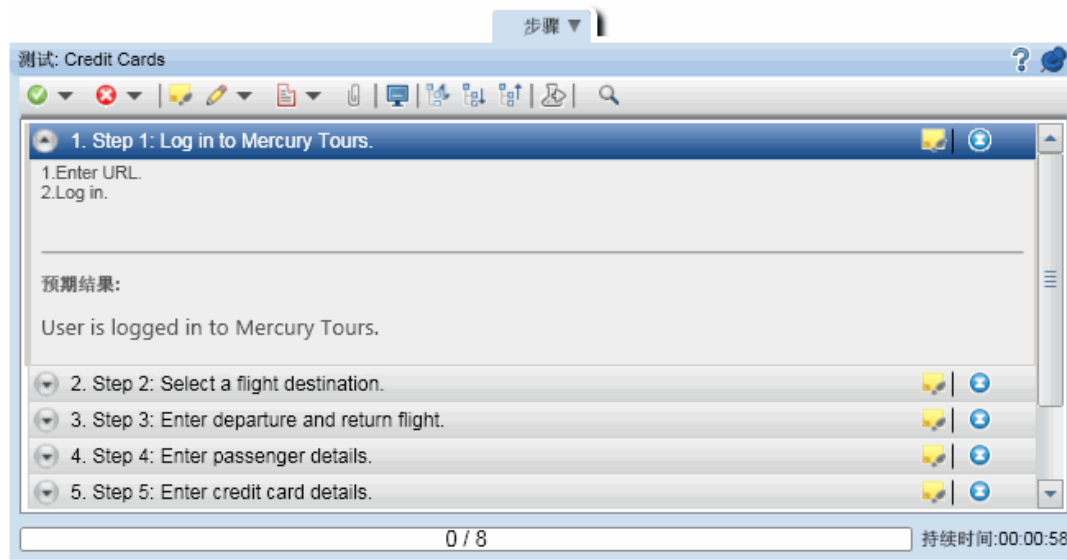 步骤
测试: Credit Cards
1. Step 1: Log in to Mercury Tours.
1.Enter URL.
2.Log in.
预期结果:
User is logged in to Mercury Tours.
2. Step 2: Select a flight destination.
3. Step 3: Enter departure and return flight.
4. Step 4: Enter passenger details.
5. Step 5: Enter credit card details.
0 / 8
持续时间:00:00:58